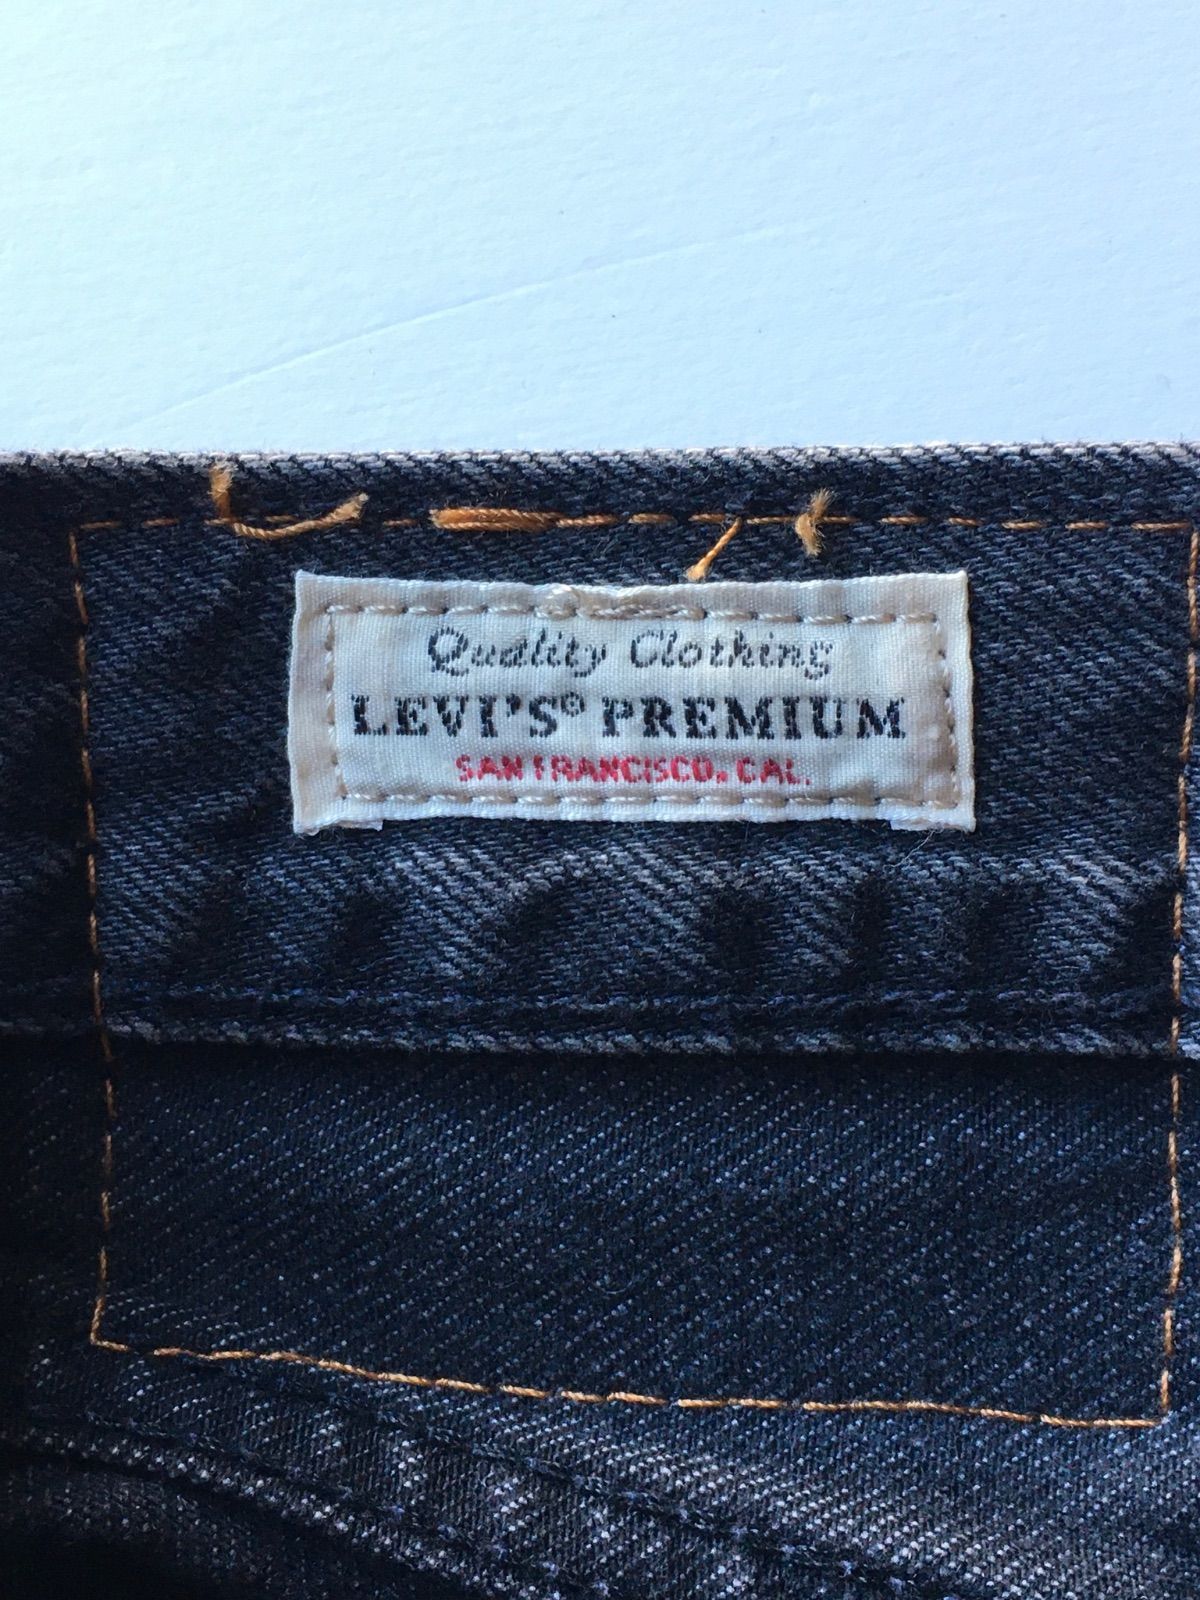 Quality Clothing
LEVI'S® PREMIUM
SAN FRANCISCO. CAL.